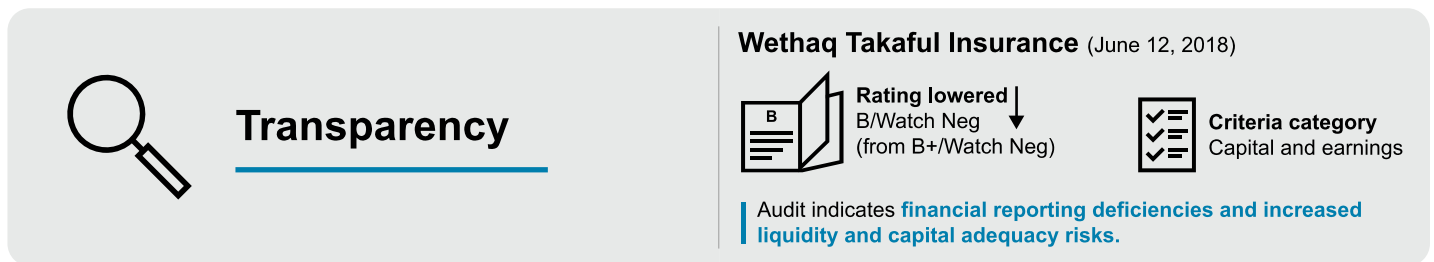 Transparency
Wethaq Takaful Insurance (June 12, 2018)
B
Rating lowered
B/Watch Neg
(from B+/Watch Neg)
Criteria category
Capital and earnings
Audit indicates financial reporting deficiencies and increased
liquidity and capital adequacy risks.